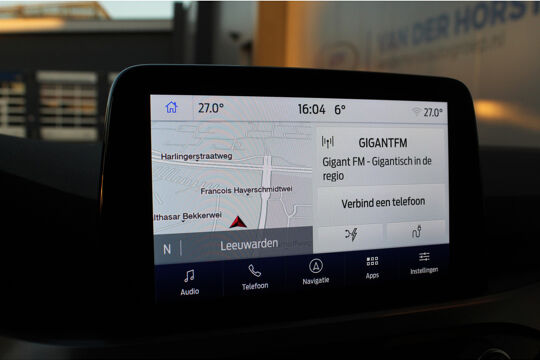 VAN DER HORST
27.0°
16:04
6°
27.0°
Harlingerstraatweg
Francois Haverschmidtwei
lthasar Bekkerwei
N
Leeuwarden
GIGANTFM
Gigant FM - Gigantisch in de
regio
Verbind een telefoon
Audio
Telefoon
Navigatie
Apps
Instellingen